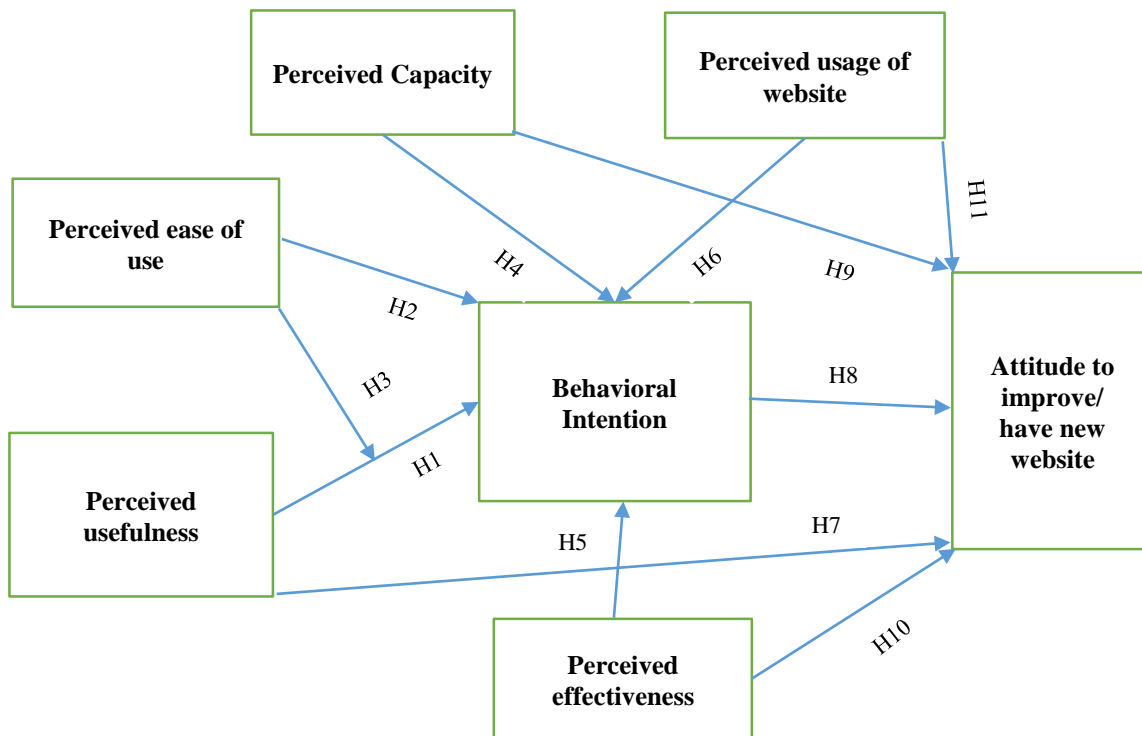 Perceived Capacity
Perceived usage of
website
Perceived ease of
use
H11
H4
H6
H9
H2
H3
H8
Behavioral
Intention
Attitude to
improve/
have new
website
H1
Perceived
usefulness
H5
H7
H10
Perceived
effectiveness